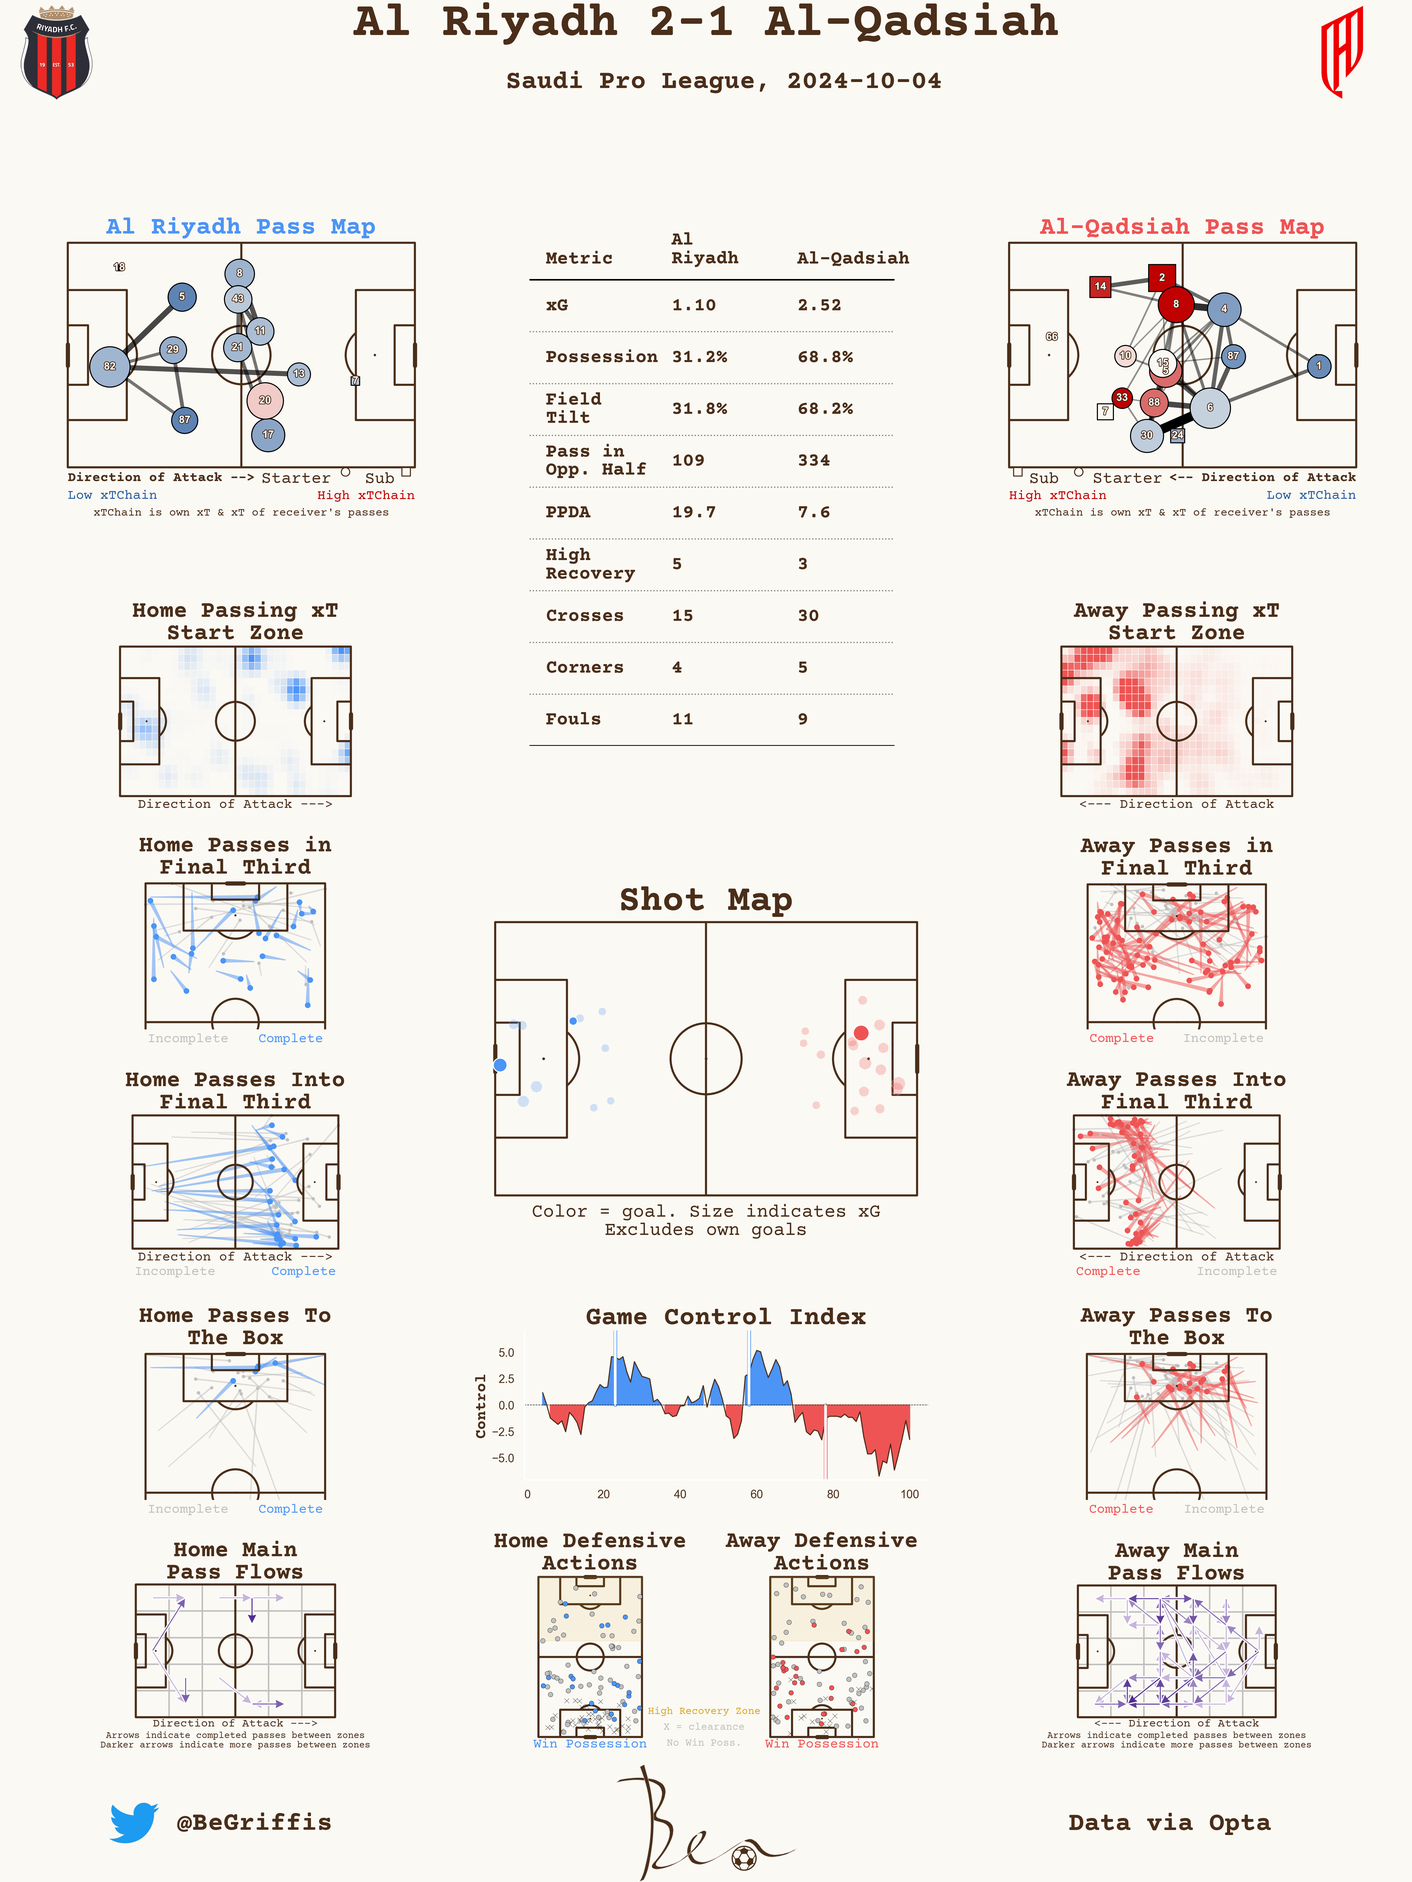 Al Riyadh 2-1 Al-Qadsiah
Saudi Pro League, 2024-10-04
RIYADH F.C.
19 EST. 53
Al Riyadh Pass Map
18
8
5
43
11
29
21
82
13
7
20
87
17
Direction of Attack --> Starter Sub
Low xTChain High xTChain
xTChain is own xT & xT of receiver's passes
Metric Al Riyadh Al-Qadsiah
xG 1.10 2.52
Possession 31.2% 68.8%
Field Tilt 31.8% 68.2%
Pass in Opp. Half 109 334
PPDA 19.7 7.6
High Recovery 5 3
Crosses 15 30
Corners 4 5
Fouls 11 9
Al-Qadsiah Pass Map
2
14
8
4
66
10
15
87
5
1
33
88
7
6
30
24
Sub Starter <-- Direction of Attack
High xTChain Low xTChain
xTChain is own xT & xT of receiver's passes
Home Passing xT
Start Zone
Direction of Attack --->
Away Passing xT
Start Zone
<--- Direction of Attack
Home Passes in
Final Third
Incomplete Complete
Away Passes in
Final Third
Complete Incomplete
Shot Map
Color = goal. Size indicates xG
Excludes own goals
Home Passes Into
Final Third
Direction of Attack --->
Incomplete Complete
Away Passes Into
Final Third
<--- Direction of Attack
Complete Incomplete
Home Passes To
The Box
Incomplete Complete
Game Control Index
Control
5.0
2.5
0.0
−2.5
−5.0
0 20 40 60 80 100
Away Passes To
The Box
Complete Incomplete
Home Main
Pass Flows
Direction of Attack --->
Arrows indicate completed passes between zones
Darker arrows indicate more passes between zones
Home Defensive
Actions
Win Possession
Away Defensive
Actions
Win Possession
High Recovery Zone
X = clearance
No Win Poss.
Away Main
Pass Flows
<--- Direction of Attack
Arrows indicate completed passes between zones
Darker arrows indicate more passes between zones
@BeGriffis
Ben
Data via Opta